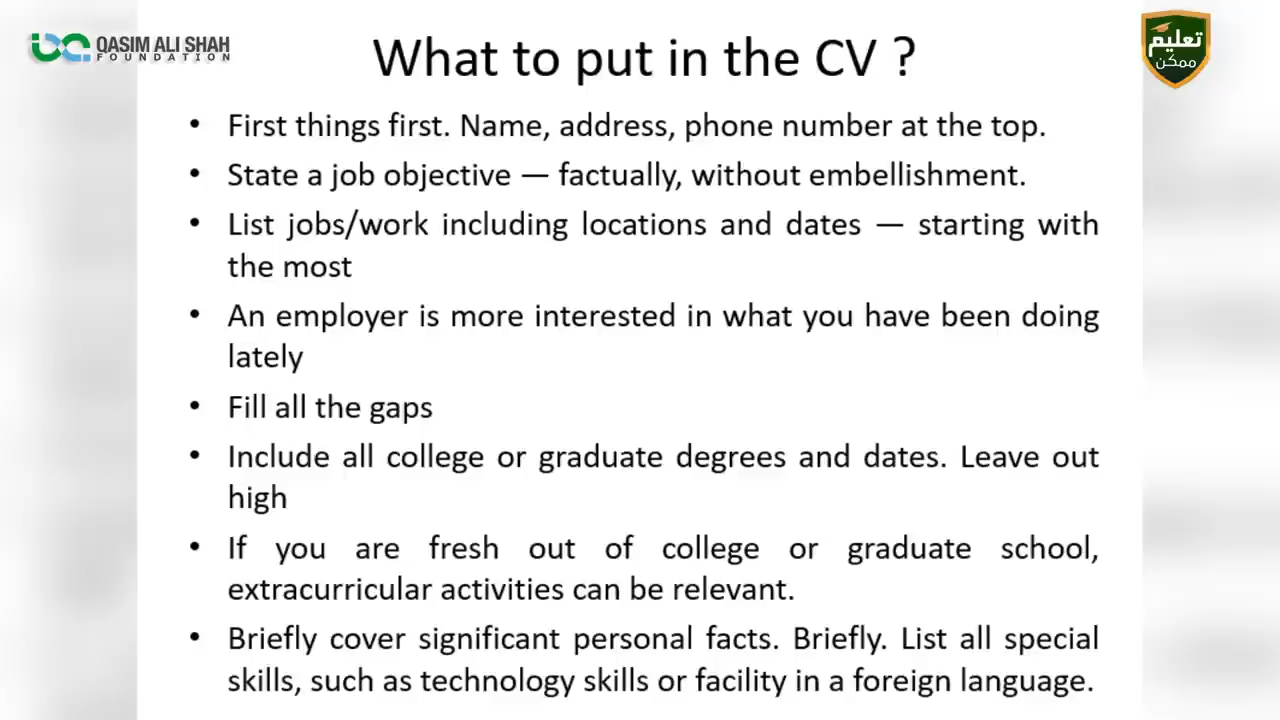 QASIM ALI SHAH
FOUNDATION
What to put in the CV ?
تعلیم
ممکن
• First things first. Name, address, phone number at the top.
• State a job objective — factually, without embellishment.
• List jobs/work including locations and dates — starting with
the most
• An employer is more interested in what you have been doing
lately
• Fill all the gaps
• Include all college or graduate degrees and dates. Leave out
high
• If you are fresh out of college or graduate school,
extracurricular activities can be relevant.
• Briefly cover significant personal facts. Briefly. List all special
skills, such as technology skills or facility in a foreign language.